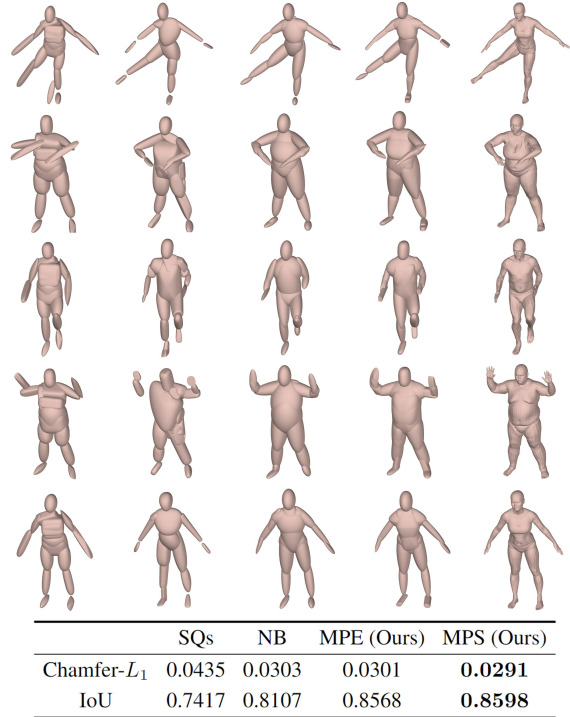 SQs NB MPE (Ours) MPS (Ours)
Chamfer-L₁ 0.0435 0.0303 0.0301 0.0291
IoU 0.7417 0.8107 0.8568 0.8598